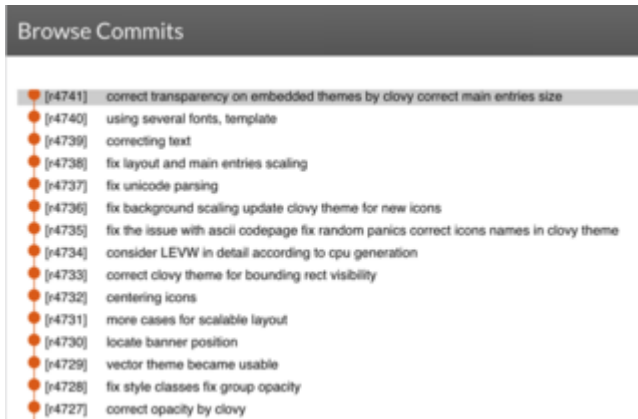 Browse Commits
[r4741] correct transparency on embedded themes by clovy correct main entries size
[r4740] using several fonts, template
[r4739] correcting text
[r4738] fix layout and main entries scaling
[r4737] fix unicode parsing
[r4736] fix background scaling update clovy theme for new icons
[r4735] fix the issue with ascii codepage fix random panics correct icons names in clovy theme
[r4734] consider LEVW in detail according to cpu generation
[r4733] correct clovy theme for bounding rect visibility
[r4732] centering icons
[r4731] more cases for scalable layout
[r4730] locate banner position
[r4729] vector theme became usable
[r4728] fix style classes fix group opacity
[r4727] correct opacity by clovy